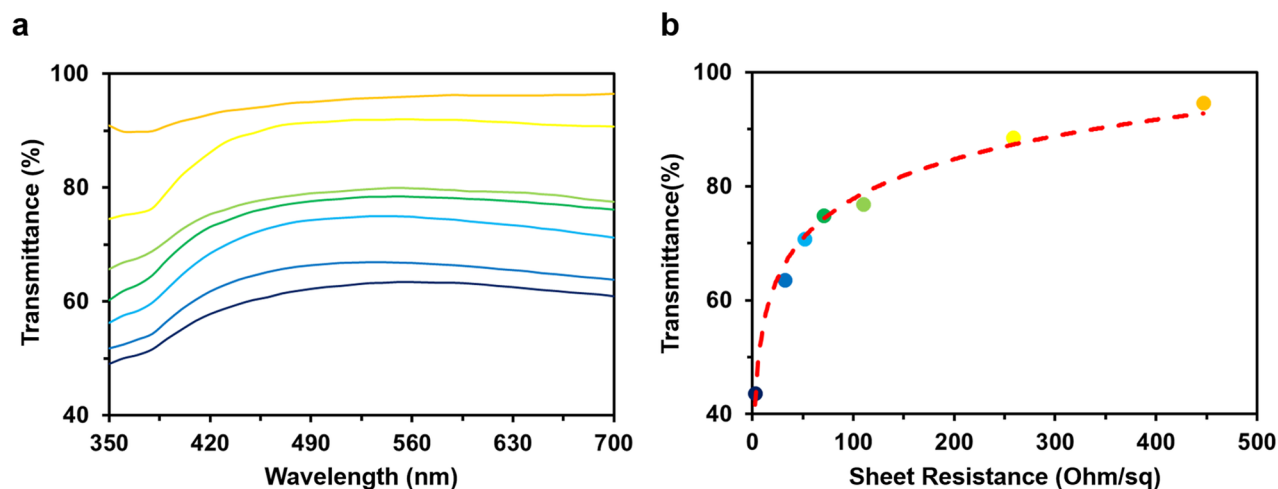 a
100
80
60
40
350 420 490 560 630 700
Transmittance (%)
Wavelength (nm)
b
100
80
60
40
0 100 200 300 400 500
Transmittance(%)
Sheet Resistance (Ohm/sq)